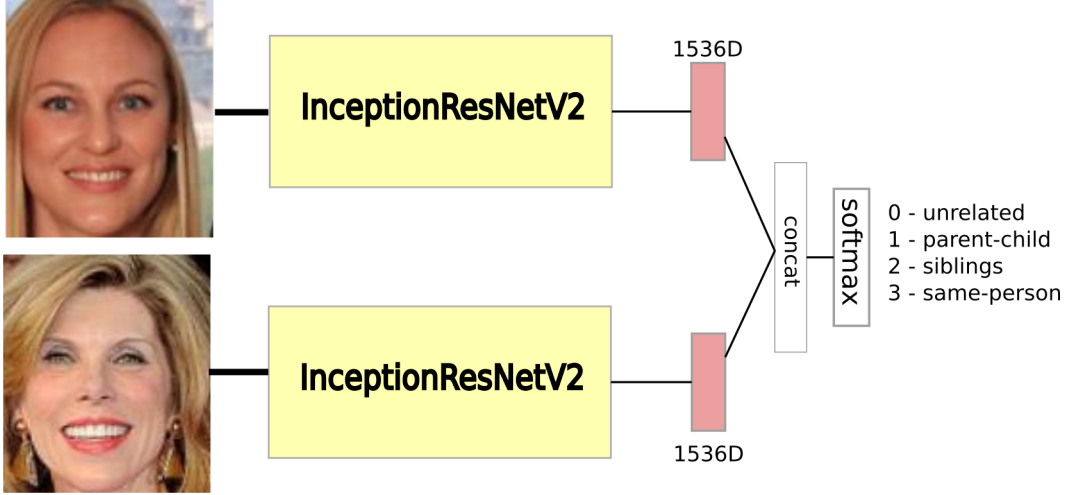 1536D
InceptionResNetV2
concat
softmax
0 - unrelated
1 - parent-child
2 - siblings
3 - same-person
InceptionResNetV2
1536D